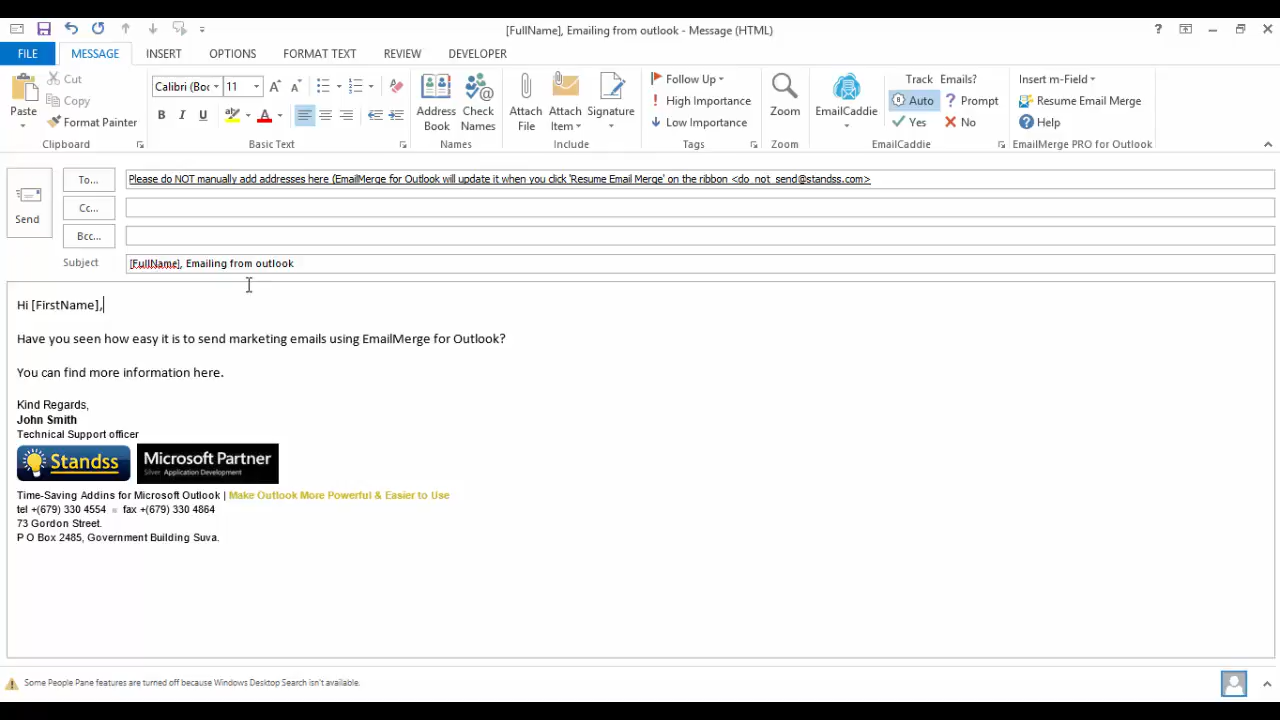 [FullName], Emailing from outlook - Message (HTML)
FILE MESSAGE INSERT OPTIONS FORMAT TEXT REVIEW DEVELOPER
Paste
Cut
Copy
Format Painter
Clipboard
Calibri (Boc 11
B I U
Basic Text
Address Book
Check Names
Names
Attach File
Attach Item
Signature
Include
Follow Up
High Importance
Low Importance
Tags
Zoom
Zoom
EmailCaddie
Track Emails?
Auto Prompt
Yes No
EmailCaddie
Insert m-Field
Resume Email Merge
Help
EmailMerge PRO for Outlook
Send
To... Please do NOT manually add addresses here (EmailMerge for Outlook will update it when you click 'Resume Email Merge' on the ribbon <do_not_send@standss.com>
Cc...
Bcc...
Subject [FullName], Emailing from outlook
Hi [FirstName],
Have you seen how easy it is to send marketing emails using EmailMerge for Outlook?
You can find more information here.
Kind Regards,
John Smith
Technical Support officer
Standss
Microsoft Partner
Silver Application Development
Time-Saving Addins for Microsoft Outlook | Make Outlook More Powerful & Easier to Use
tel +(679) 330 4554 fax +(679) 330 4864
73 Gordon Street.
P O Box 2485, Government Building Suva.
Some People Pane features are turned off because Windows Desktop Search isn't available.